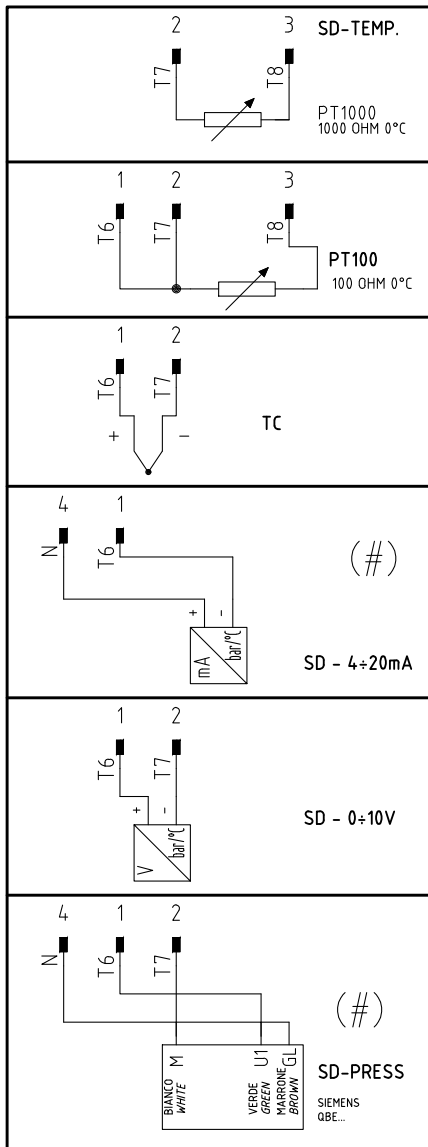 2 3 SD-TEMP.
T7 T8
PT1000
1000 OHM 0°C
1 2 3
T6 T7 T8
PT100
100 OHM 0°C
1 2
T6 T7
+ -
TC
4 1
N T6
(#)
+ -
mA bar/°C
SD - 4÷20mA
1 2
T6 T7
+ -
V bar/°C
SD - 0÷10V
4 1 2
N T6 T7
(#)
M U1 GL
BIANCO VERDE MARRONE
WHITE GREEN BROWN
SD-PRESS
SIEMENS
QBE...